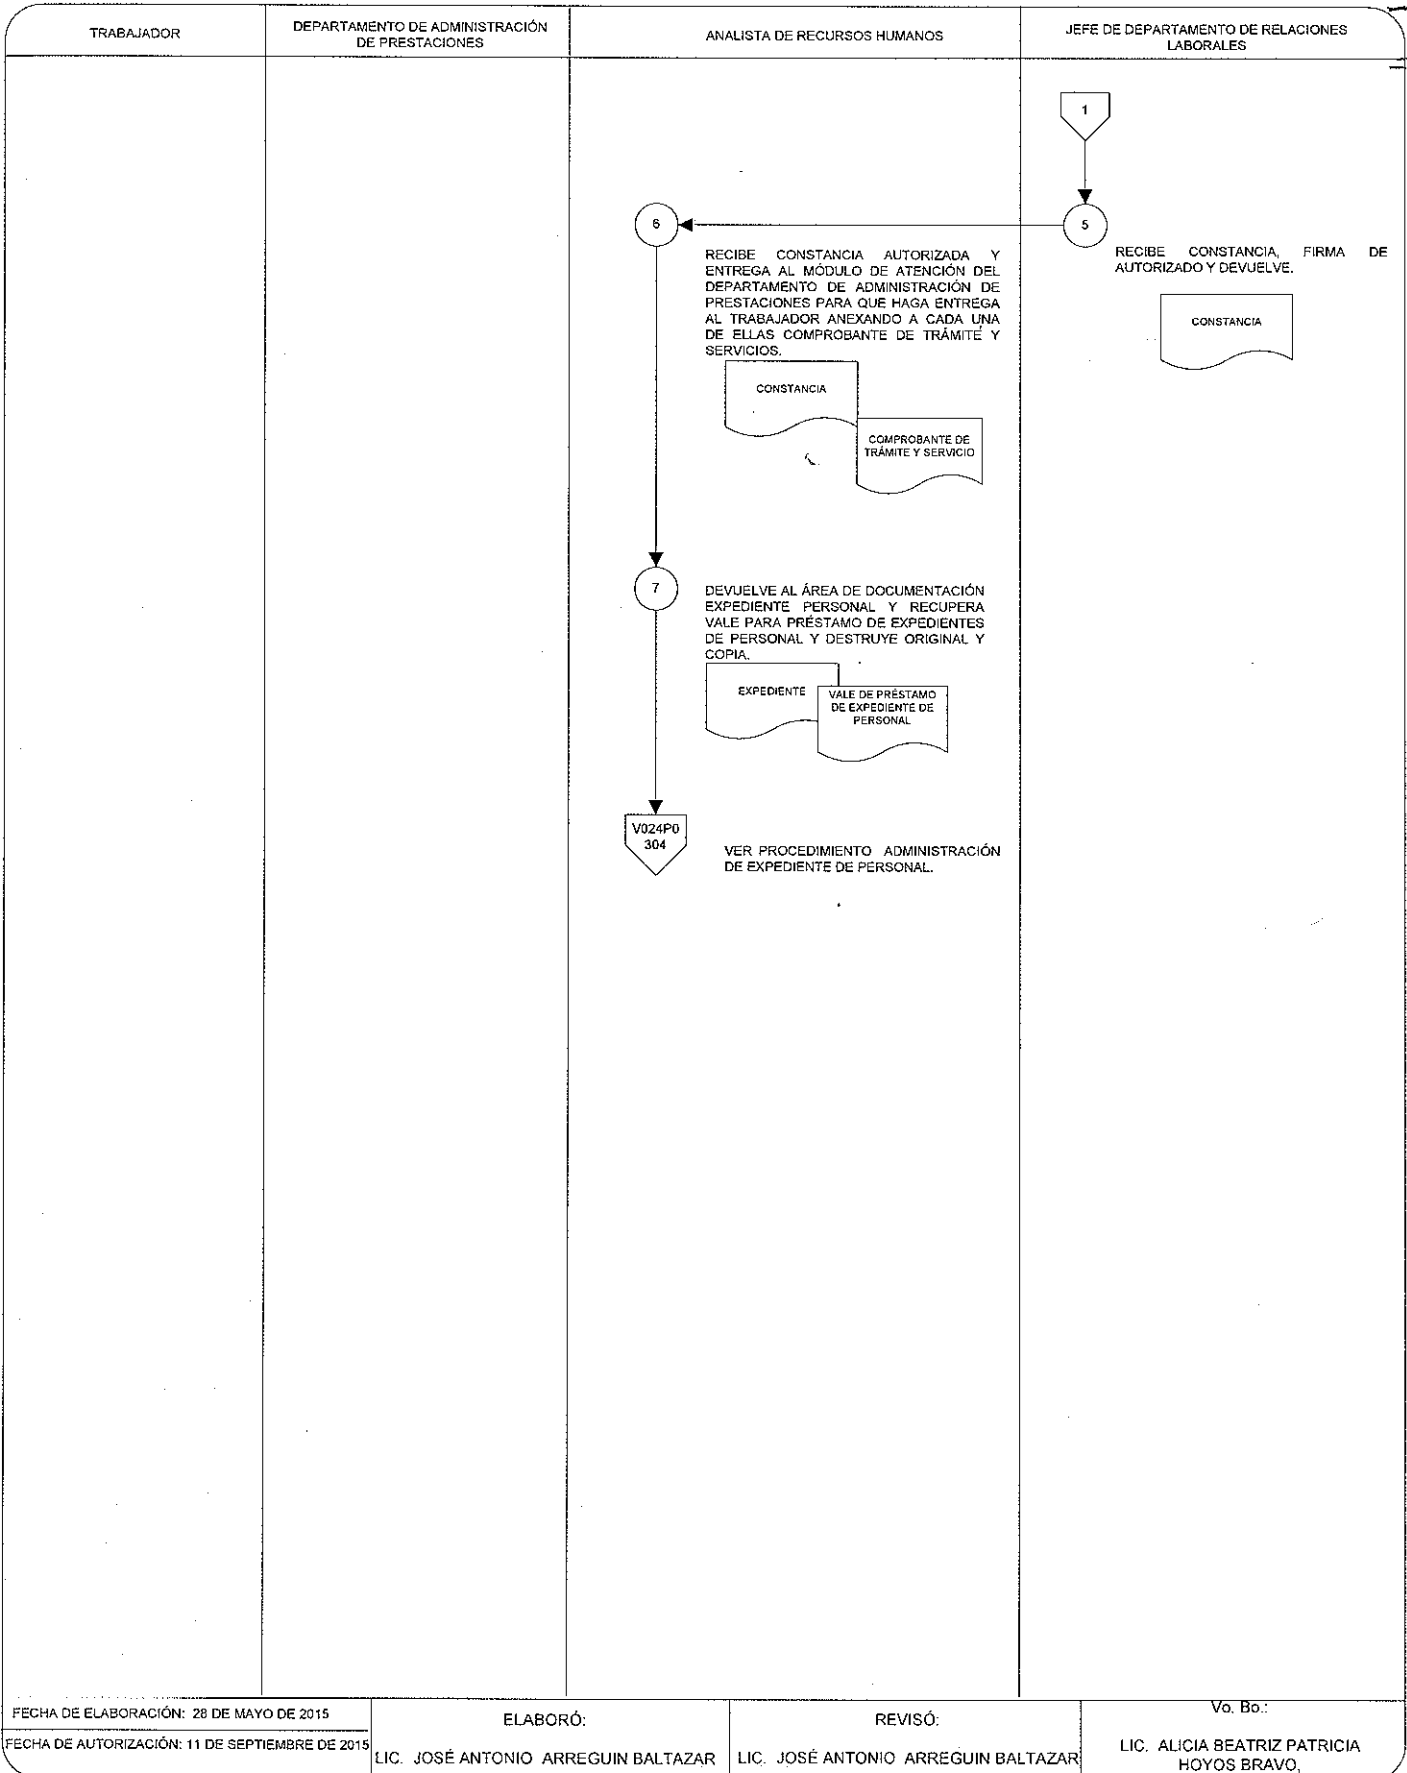 TRABAJADOR
DEPARTAMENTO DE ADMINISTRACIÓN
DE PRESTACIONES
ANALISTA DE RECURSOS HUMANOS
JEFE DE DEPARTAMENTO DE RELACIONES
LABORALES
1
6
5
RECIBE CONSTANCIA, FIRMA DE
AUTORIZADO Y DEVUELVE.
CONSTANCIA
RECIBE CONSTANCIA AUTORIZADA Y
ENTREGA AL MÓDULO DE ATENCIÓN DEL
DEPARTAMENTO DE ADMINISTRACIÓN DE
PRESTACIONES PARA QUE HAGA ENTREGA
AL TRABAJADOR ANEXANDO A CADA UNA
DE ELLAS COMPROBANTE DE TRÁMITE Y
SERVICIOS.
CONSTANCIA
COMPROBANTE DE
TRÁMITE Y SERVICIO
7
DEVUELVE AL ÁREA DE DOCUMENTACIÓN
EXPEDIENTE PERSONAL Y RECUPERA
VALE PARA PRÉSTAMO DE EXPEDIENTES
DE PERSONAL Y DESTRUYE ORIGINAL Y
COPIA.
EXPEDIENTE
VALE DE PRÉSTAMO
DE EXPEDIENTE DE
PERSONAL
V024P0
304
VER PROCEDIMIENTO ADMINISTRACIÓN
DE EXPEDIENTE DE PERSONAL.
FECHA DE ELABORACIÓN: 28 DE MAYO DE 2015
FECHA DE AUTORIZACIÓN: 11 DE SEPTIEMBRE DE 2015
ELABORÓ:
LIC. JOSÉ ANTONIO ARREGUIN BALTAZAR
REVISÓ:
LIC. JOSÉ ANTONIO ARREGUIN BALTAZAR
Vo. Bo.:
LIC. ALICIA BEATRIZ PATRICIA
HOYOS BRAVO,